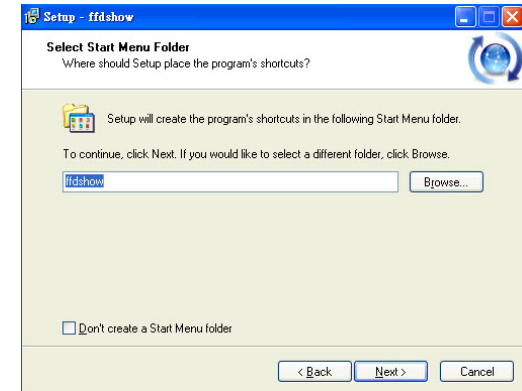 Setup - ffdshow
Select Start Menu Folder
Where should Setup place the program's shortcuts?
Setup will create the program's shortcuts in the following Start Menu folder.
To continue, click Next. If you would like to select a different folder, click Browse.
ffdshow
Browse...
Don't create a Start Menu folder
< Back
Next >
Cancel